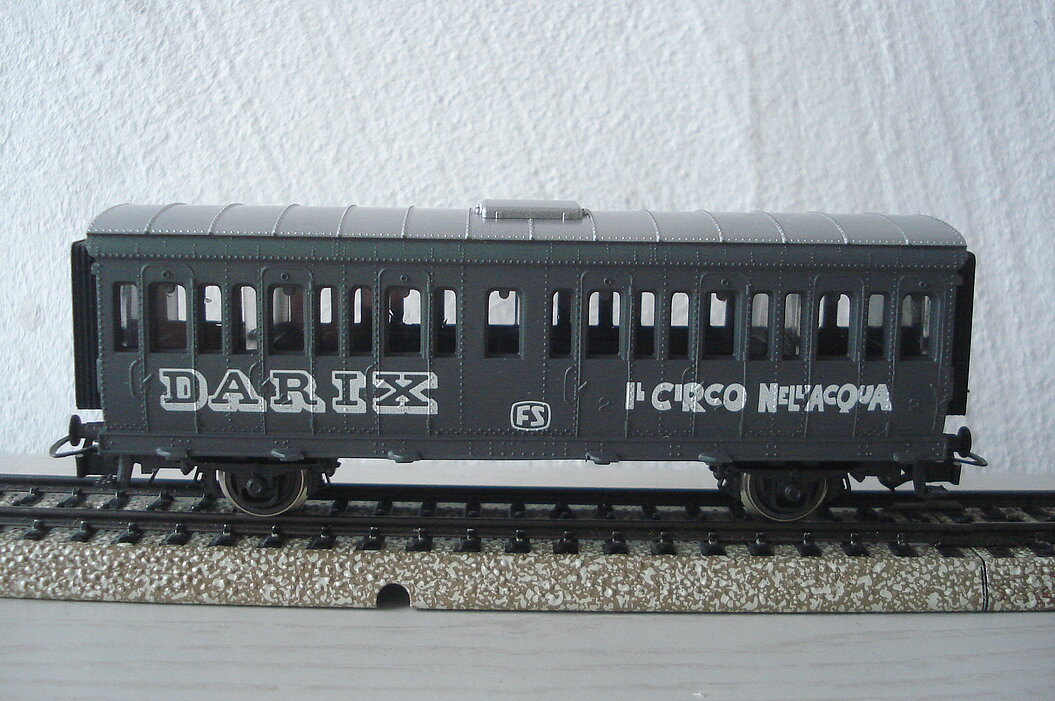 DARIX
FS
IL CIRCO NELL'ACQUA